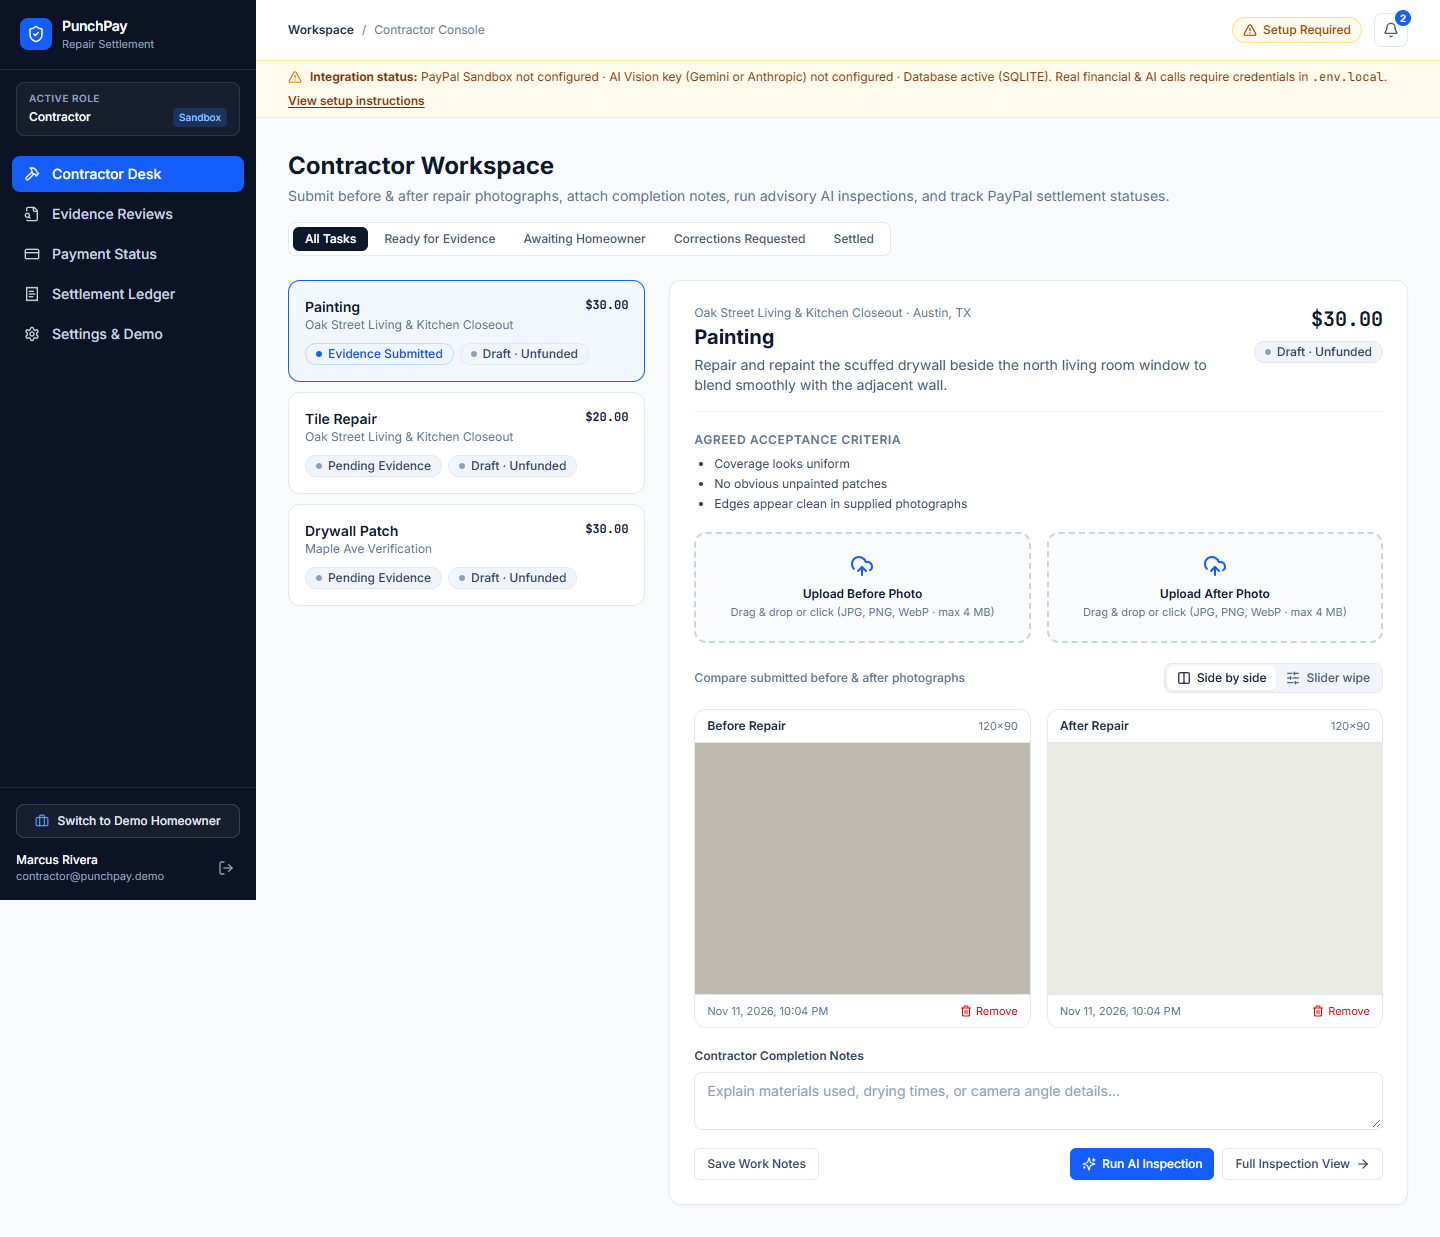 PunchPay
Repair Settlement
ACTIVE ROLE
Contractor
Sandbox
Contractor Desk
Evidence Reviews
Payment Status
Settlement Ledger
Settings & Demo
Switch to Demo Homeowner
Marcus Rivera
contractor@punchpay.demo
Workspace / Contractor Console
Setup Required
2
Integration status: PayPal Sandbox not configured · AI Vision key (Gemini or Anthropic) not configured · Database active (SQLITE). Real financial & AI calls require credentials in .env.local.
View setup instructions
Contractor Workspace
Submit before & after repair photographs, attach completion notes, run advisory AI inspections, and track PayPal settlement statuses.
All Tasks
Ready for Evidence
Awaiting Homeowner
Corrections Requested
Settled
Painting
$30.00
Oak Street Living & Kitchen Closeout
Evidence Submitted
Draft · Unfunded
Tile Repair
$20.00
Oak Street Living & Kitchen Closeout
Pending Evidence
Draft · Unfunded
Drywall Patch
$30.00
Maple Ave Verification
Pending Evidence
Draft · Unfunded
Oak Street Living & Kitchen Closeout · Austin, TX
Painting
$30.00
Draft · Unfunded
Repair and repaint the scuffed drywall beside the north living room window to
blend smoothly with the adjacent wall.
AGREED ACCEPTANCE CRITERIA
• Coverage looks uniform
• No obvious unpainted patches
• Edges appear clean in supplied photographs
Upload Before Photo
Drag & drop or click (JPG, PNG, WebP · max 4 MB)
Upload After Photo
Drag & drop or click (JPG, PNG, WebP · max 4 MB)
Compare submitted before & after photographs
Side by side
Slider wipe
Before Repair
120×90
After Repair
120×90
Nov 11, 2026, 10:04 PM
Remove
Nov 11, 2026, 10:04 PM
Remove
Contractor Completion Notes
Explain materials used, drying times, or camera angle details...
Save Work Notes
Run AI Inspection
Full Inspection View